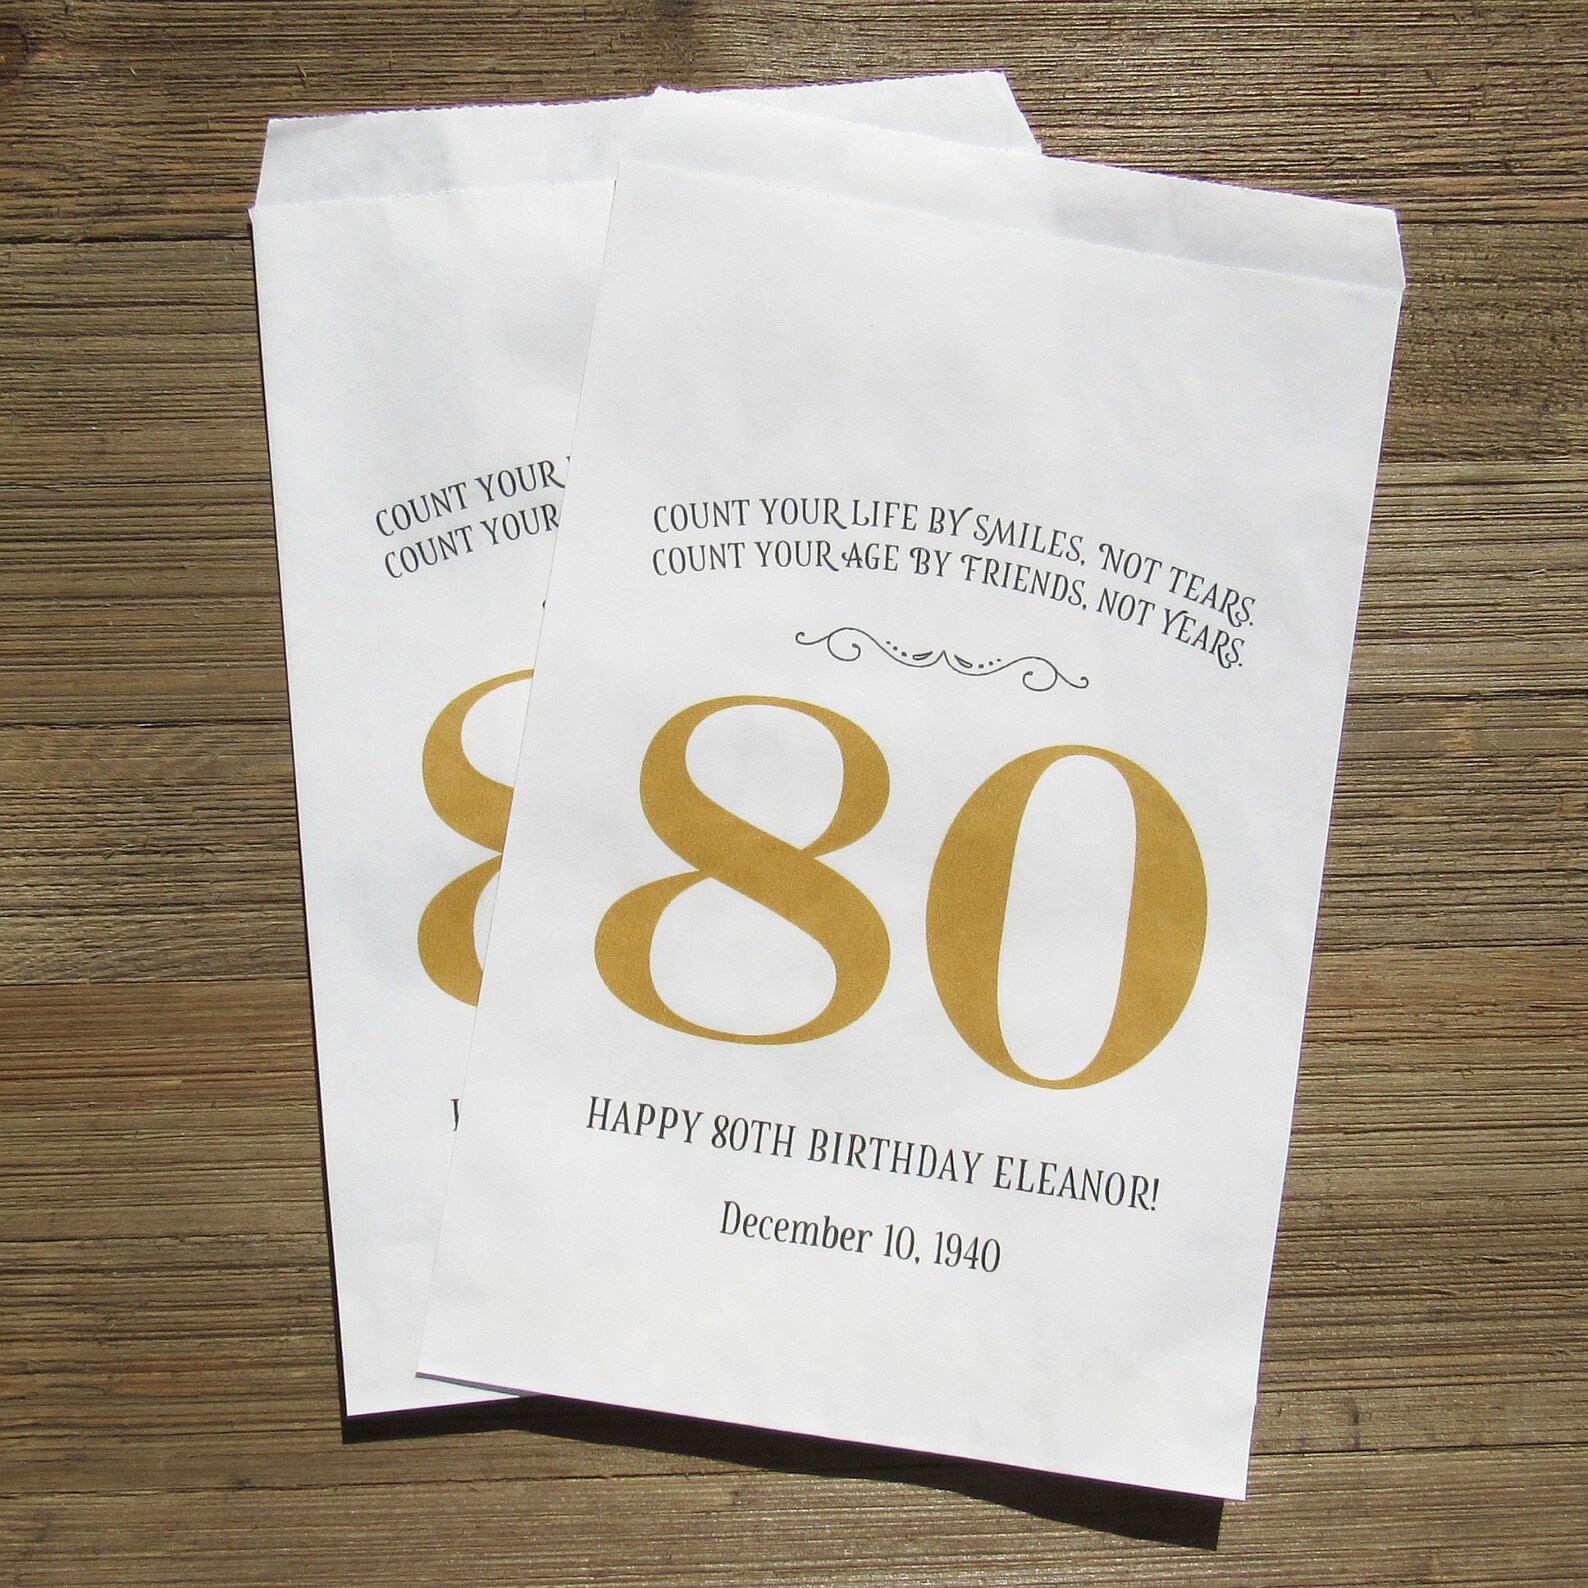 COUNT YOUR LIFE BY SMILES, NOT TEARS.
COUNT YOUR AGE BY FRIENDS, NOT YEARS.
80
HAPPY 80TH BIRTHDAY ELEANOR!
December 10, 1940
COUNT YOUR
COUNT YOUR
8